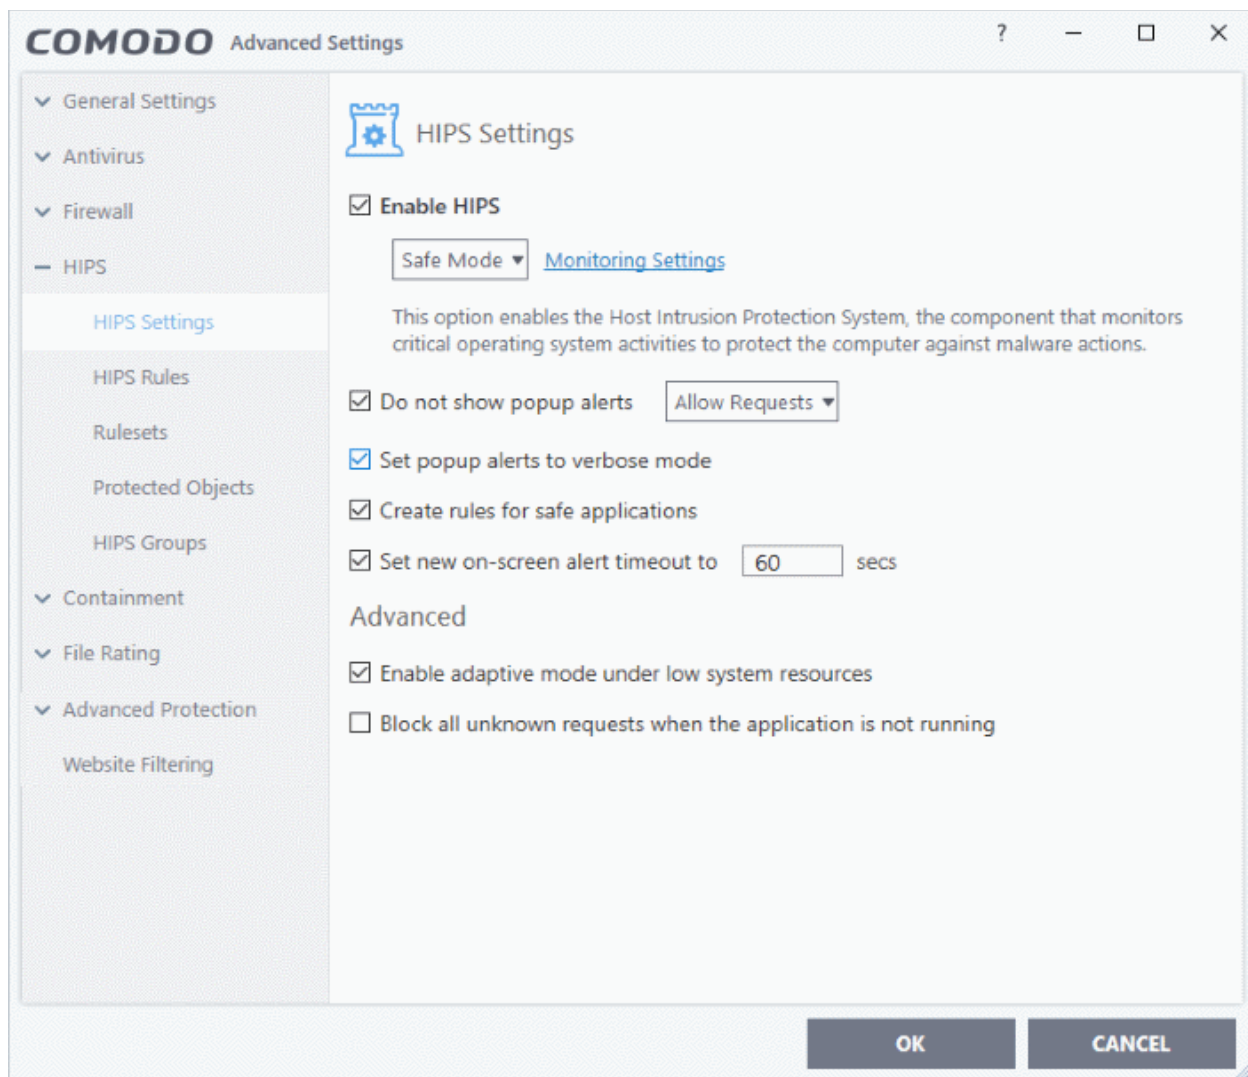 COMODO Advanced Settings ?
General Settings
Antivirus
Firewall
HIPS
HIPS Settings
HIPS Rules
Rulesets
Protected Objects
HIPS Groups
Containment
File Rating
Advanced Protection
Website Filtering
HIPS Settings
Enable HIPS
Safe Mode Monitoring Settings
This option enables the Host Intrusion Protection System, the component that monitors
critical operating system activities to protect the computer against malware actions.
Do not show popup alerts Allow Requests
Set popup alerts to verbose mode
Create rules for safe applications
Set new on-screen alert timeout to 60 secs
Advanced
Enable adaptive mode under low system resources
Block all unknown requests when the application is not running
OK CANCEL